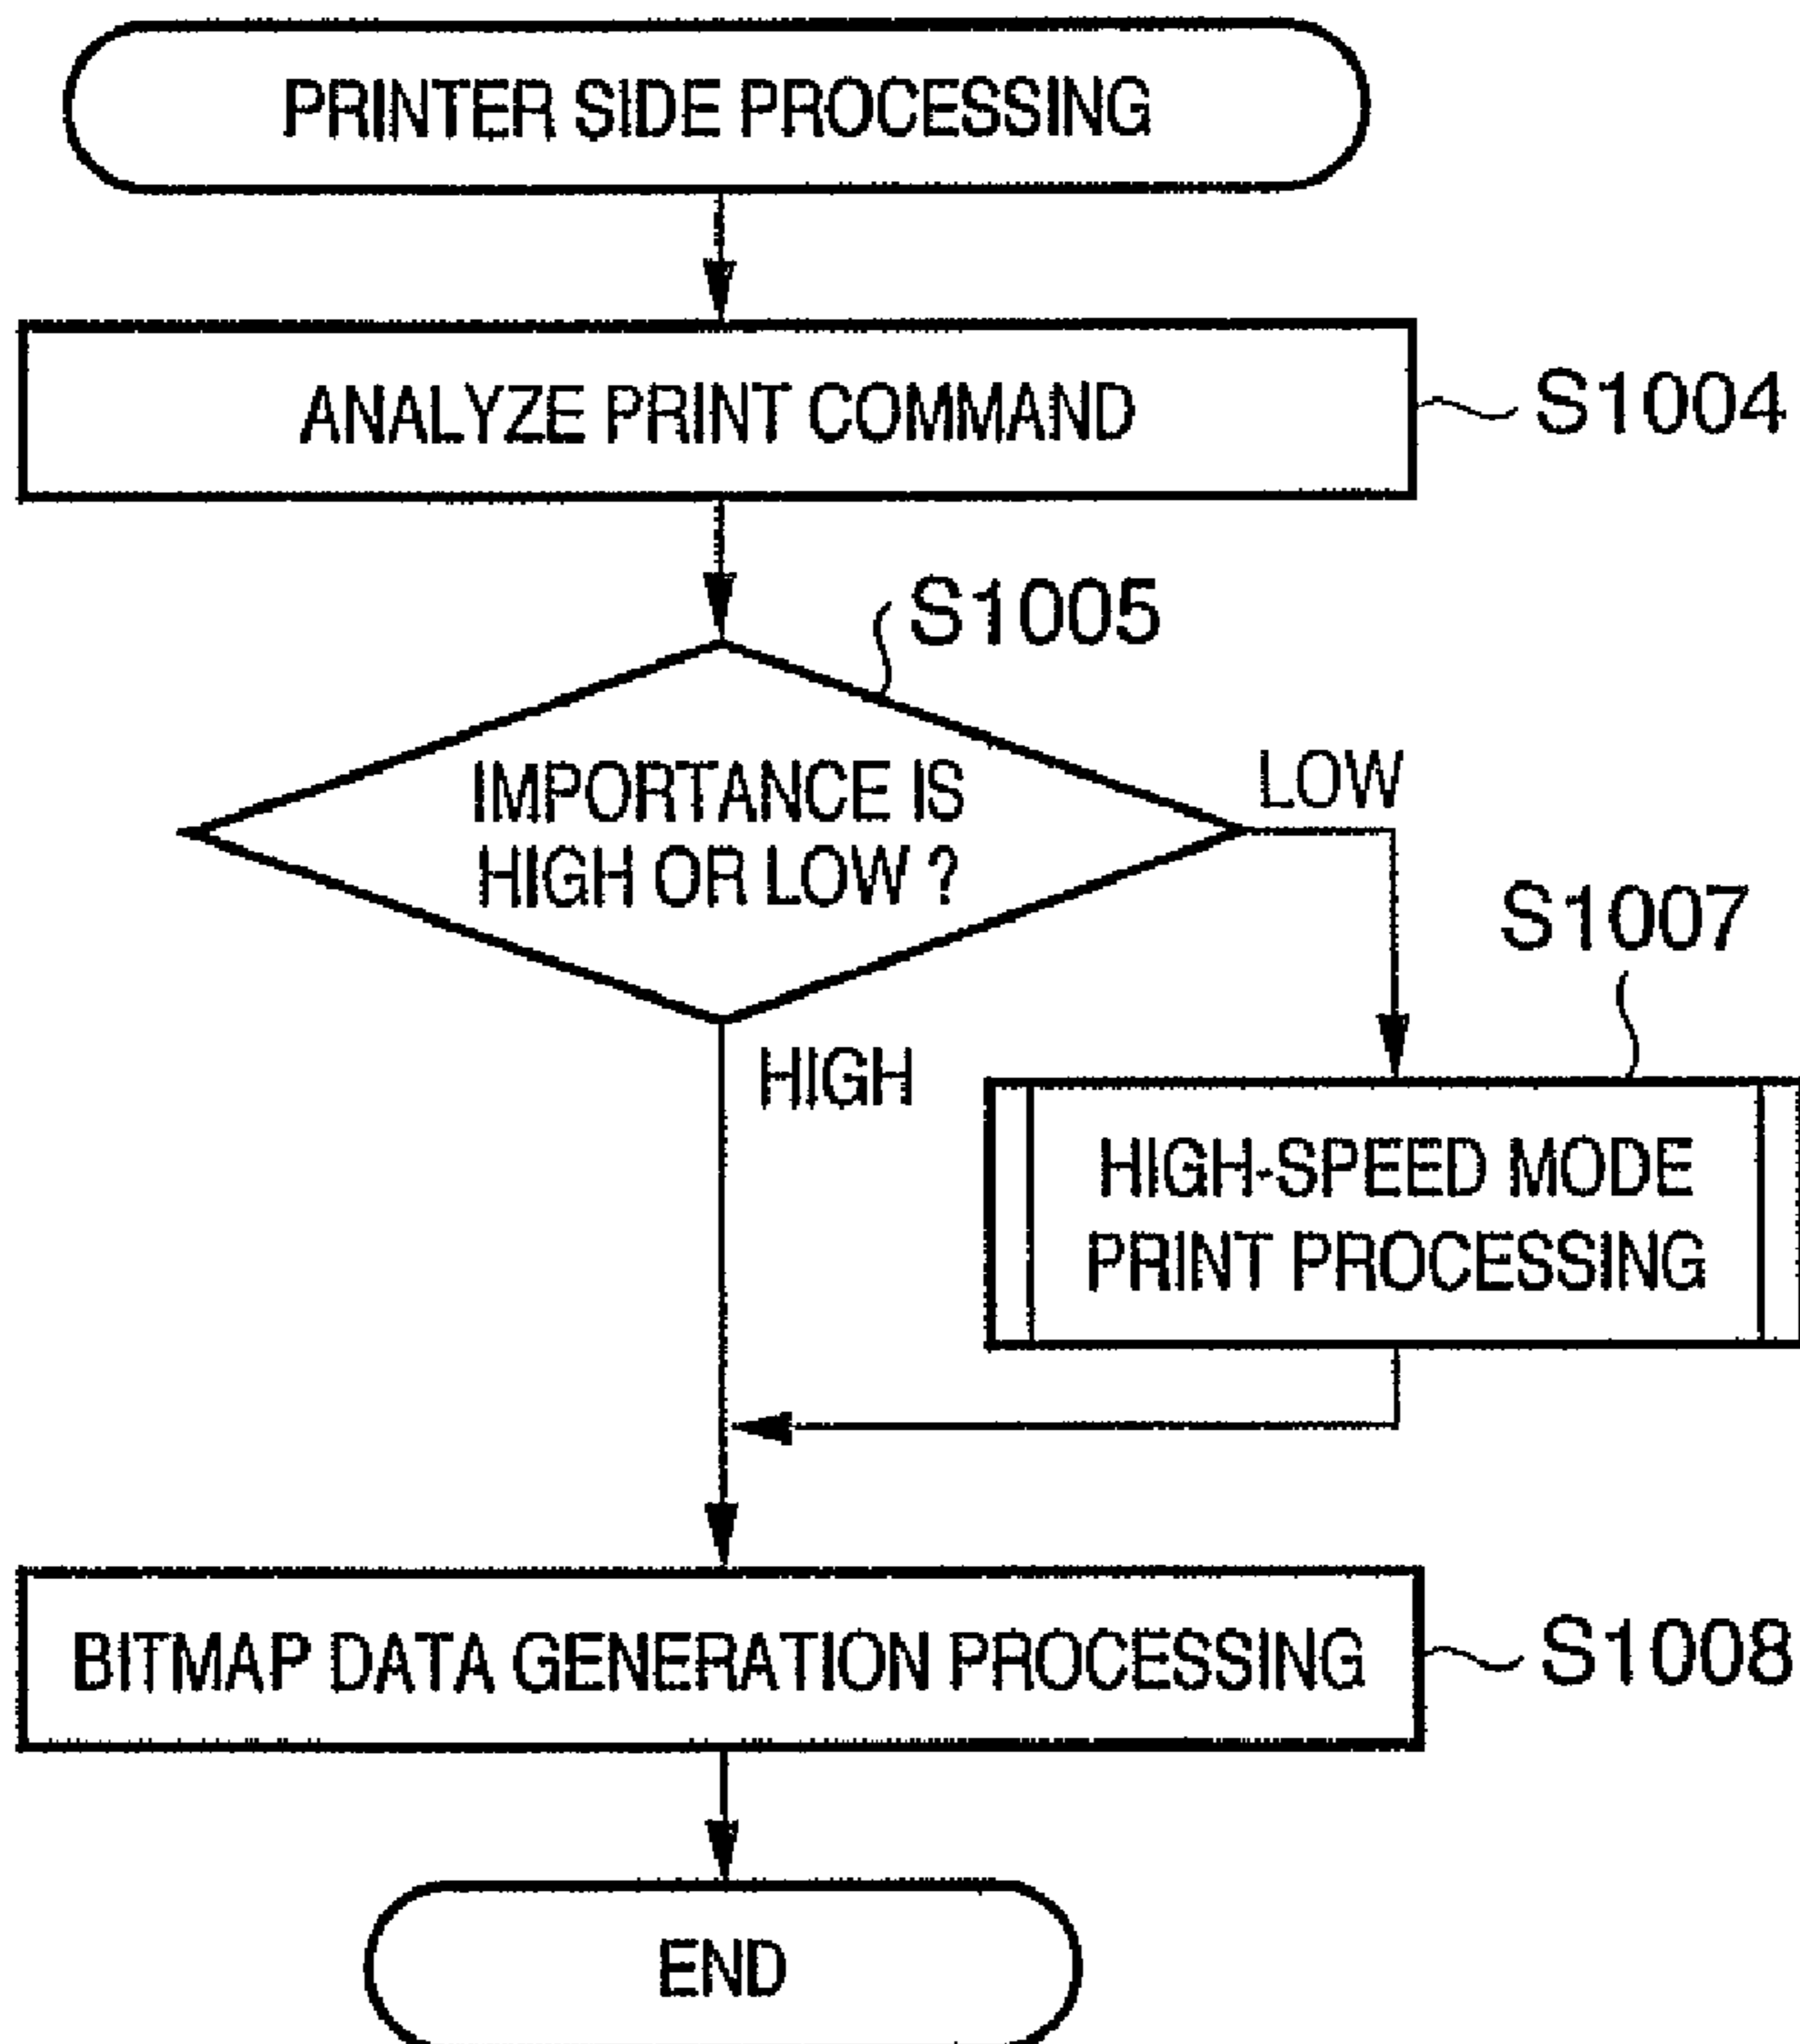 PRINTER SIDE PROCESSING
ANALYZE PRINT COMMAND
S1004
S1005
IMPORTANCE IS
HIGH OR LOW ?
LOW
S1007
HIGH
HIGH-SPEED MODE
PRINT PROCESSING
BITMAP DATA GENERATION PROCESSING
S1008
END